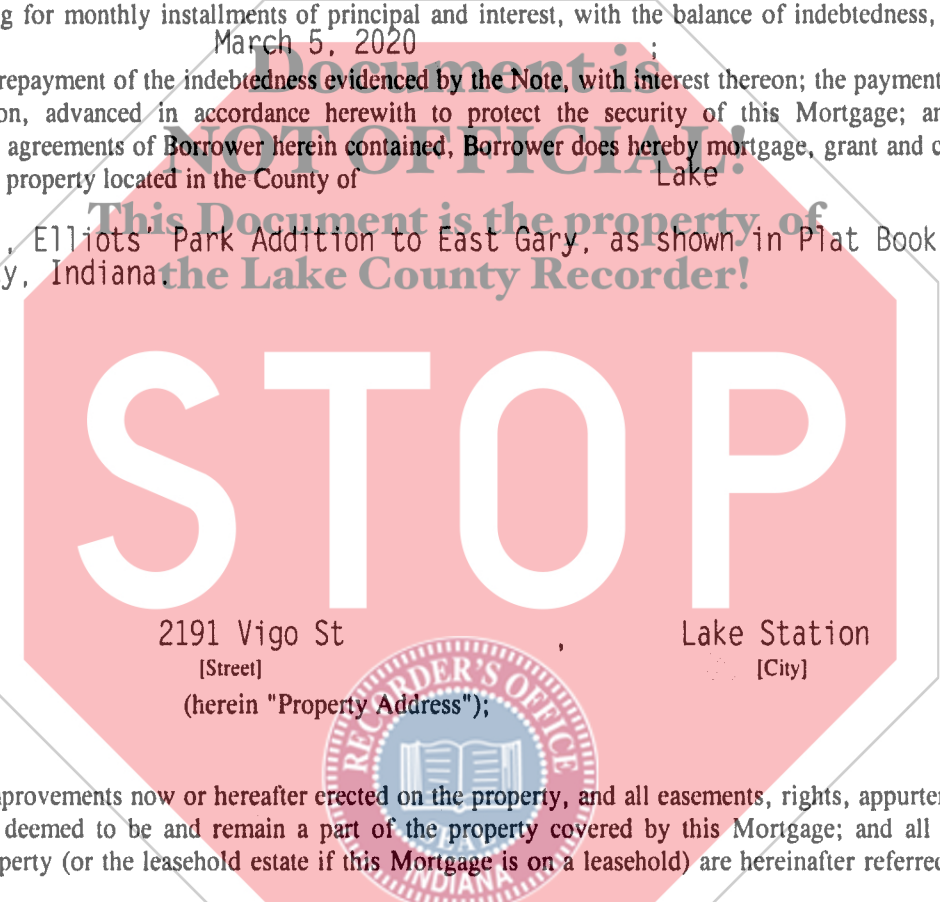 g for monthly installments of principal and interest, with the balance of indebtedness,
March 5, 2020 ;
Document is
repayment of the indebtedness evidenced by the Note, with interest thereon; the payment
on, advanced in accordance herewith to protect the security of this Mortgage; an
NOT OFFICIAL!
agreements of Borrower herein contained, Borrower does hereby mortgage, grant and c
property located in the County of Lake
This Document is the property of
, Elliots' Park Addition to East Gary, as shown in Plat Book
y, Indiana.
the Lake County Recorder!
STOP
2191 Vigo St , Lake Station
[Street] [City]
(herein "Property Address");
RECORDER'S OFFICE
provements now or hereafter erected on the property, and all easements, rights, appurte
deemed to be and remain a part of the property covered by this Mortgage; and all
SEAL
perty (or the leasehold estate if this Mortgage is on a leasehold) are hereinafter referred
INDIANA